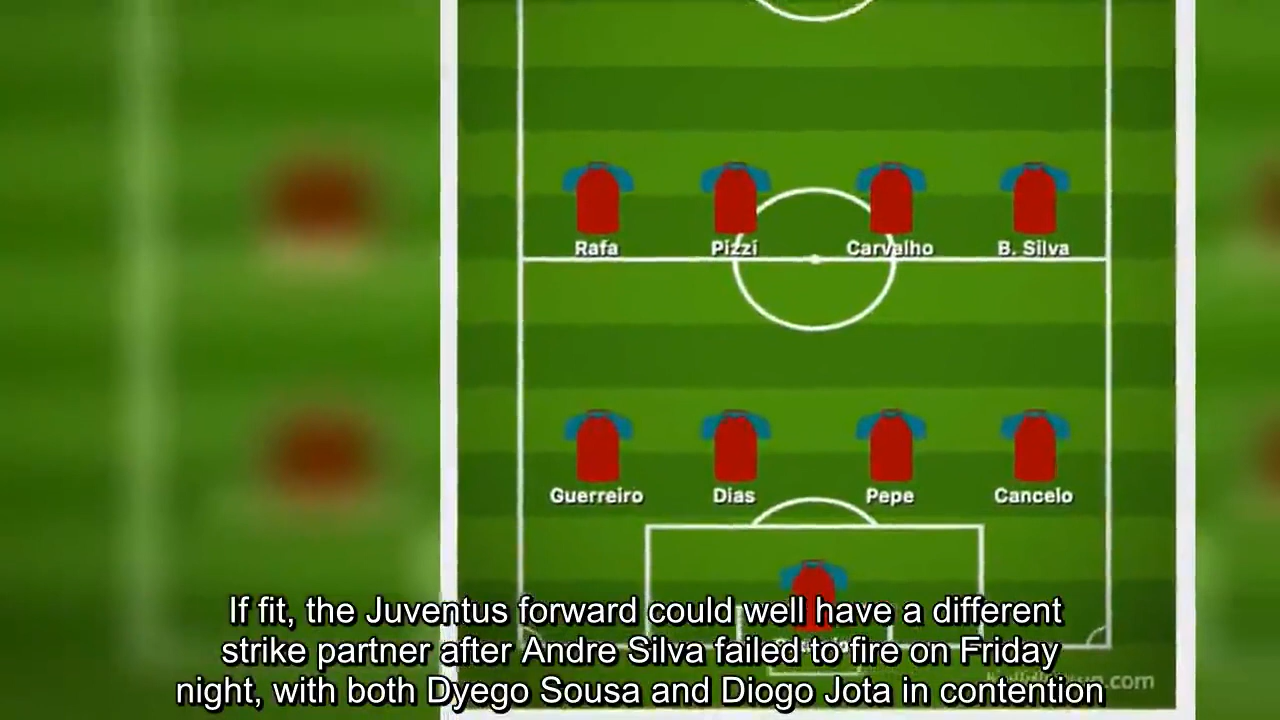 Rafa Pizzi Carvalho B. Silva
Guerreiro Dias Pepe Cancelo
If fit, the Juventus forward could well have a different
strike partner after Andre Silva failed to fire on Friday
night, with both Dyego Sousa and Diogo Jota in contention